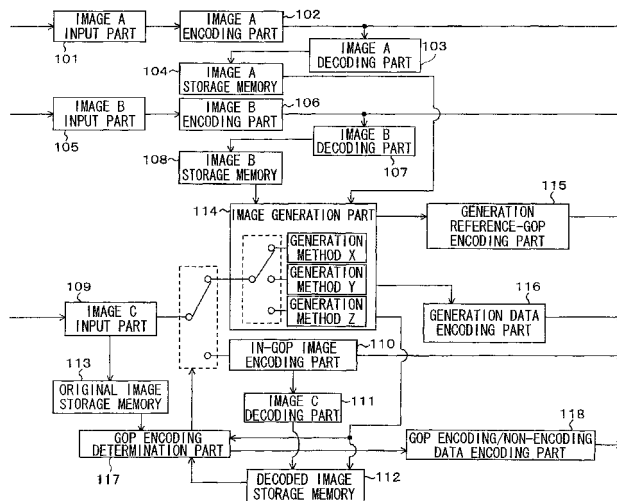 IMAGE A
INPUT PART
101
IMAGE A
ENCODING PART
102
IMAGE A
DECODING PART
103
104
IMAGE A
STORAGE MEMORY
IMAGE B
INPUT PART
105
IMAGE B
ENCODING PART
106
IMAGE B
DECODING PART
107
108
IMAGE B
STORAGE MEMORY
114
IMAGE GENERATION PART
GENERATION
METHOD X
GENERATION
METHOD Y
GENERATION
METHOD Z
115
GENERATION
REFERENCE-GOP
ENCODING PART
116
GENERATION DATA
ENCODING PART
109
IMAGE C
INPUT PART
IN-GOP IMAGE
ENCODING PART
110
113
ORIGINAL IMAGE
STORAGE MEMORY
IMAGE C
DECODING PART
111
GOP ENCODING
DETERMINATION PART
117
118
GOP ENCODING/NON-ENCODING
DATA ENCODING PART
DECODED IMAGE
STORAGE MEMORY
112